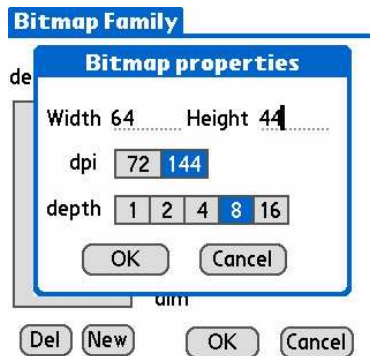 Bitmap Family
Bitmap properties
de
Width 64 Height 44
dpi 72 144
depth 1 2 4 8 16
OK Cancel
Del New OK Cancel